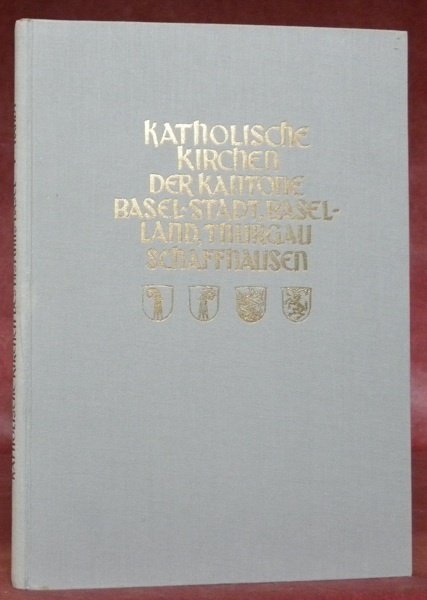 Katholische
Kirchen
der Kantone
Basel-Stadt, Basel-
land, Thurgau
Schaffhausen